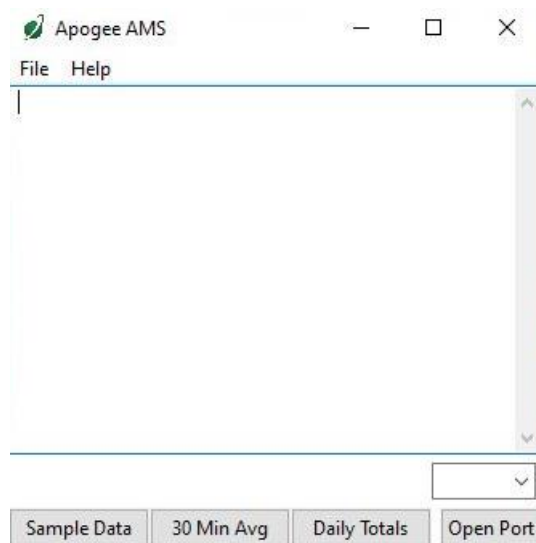 Apogee AMS
File Help
Sample Data 30 Min Avg Daily Totals Open Port